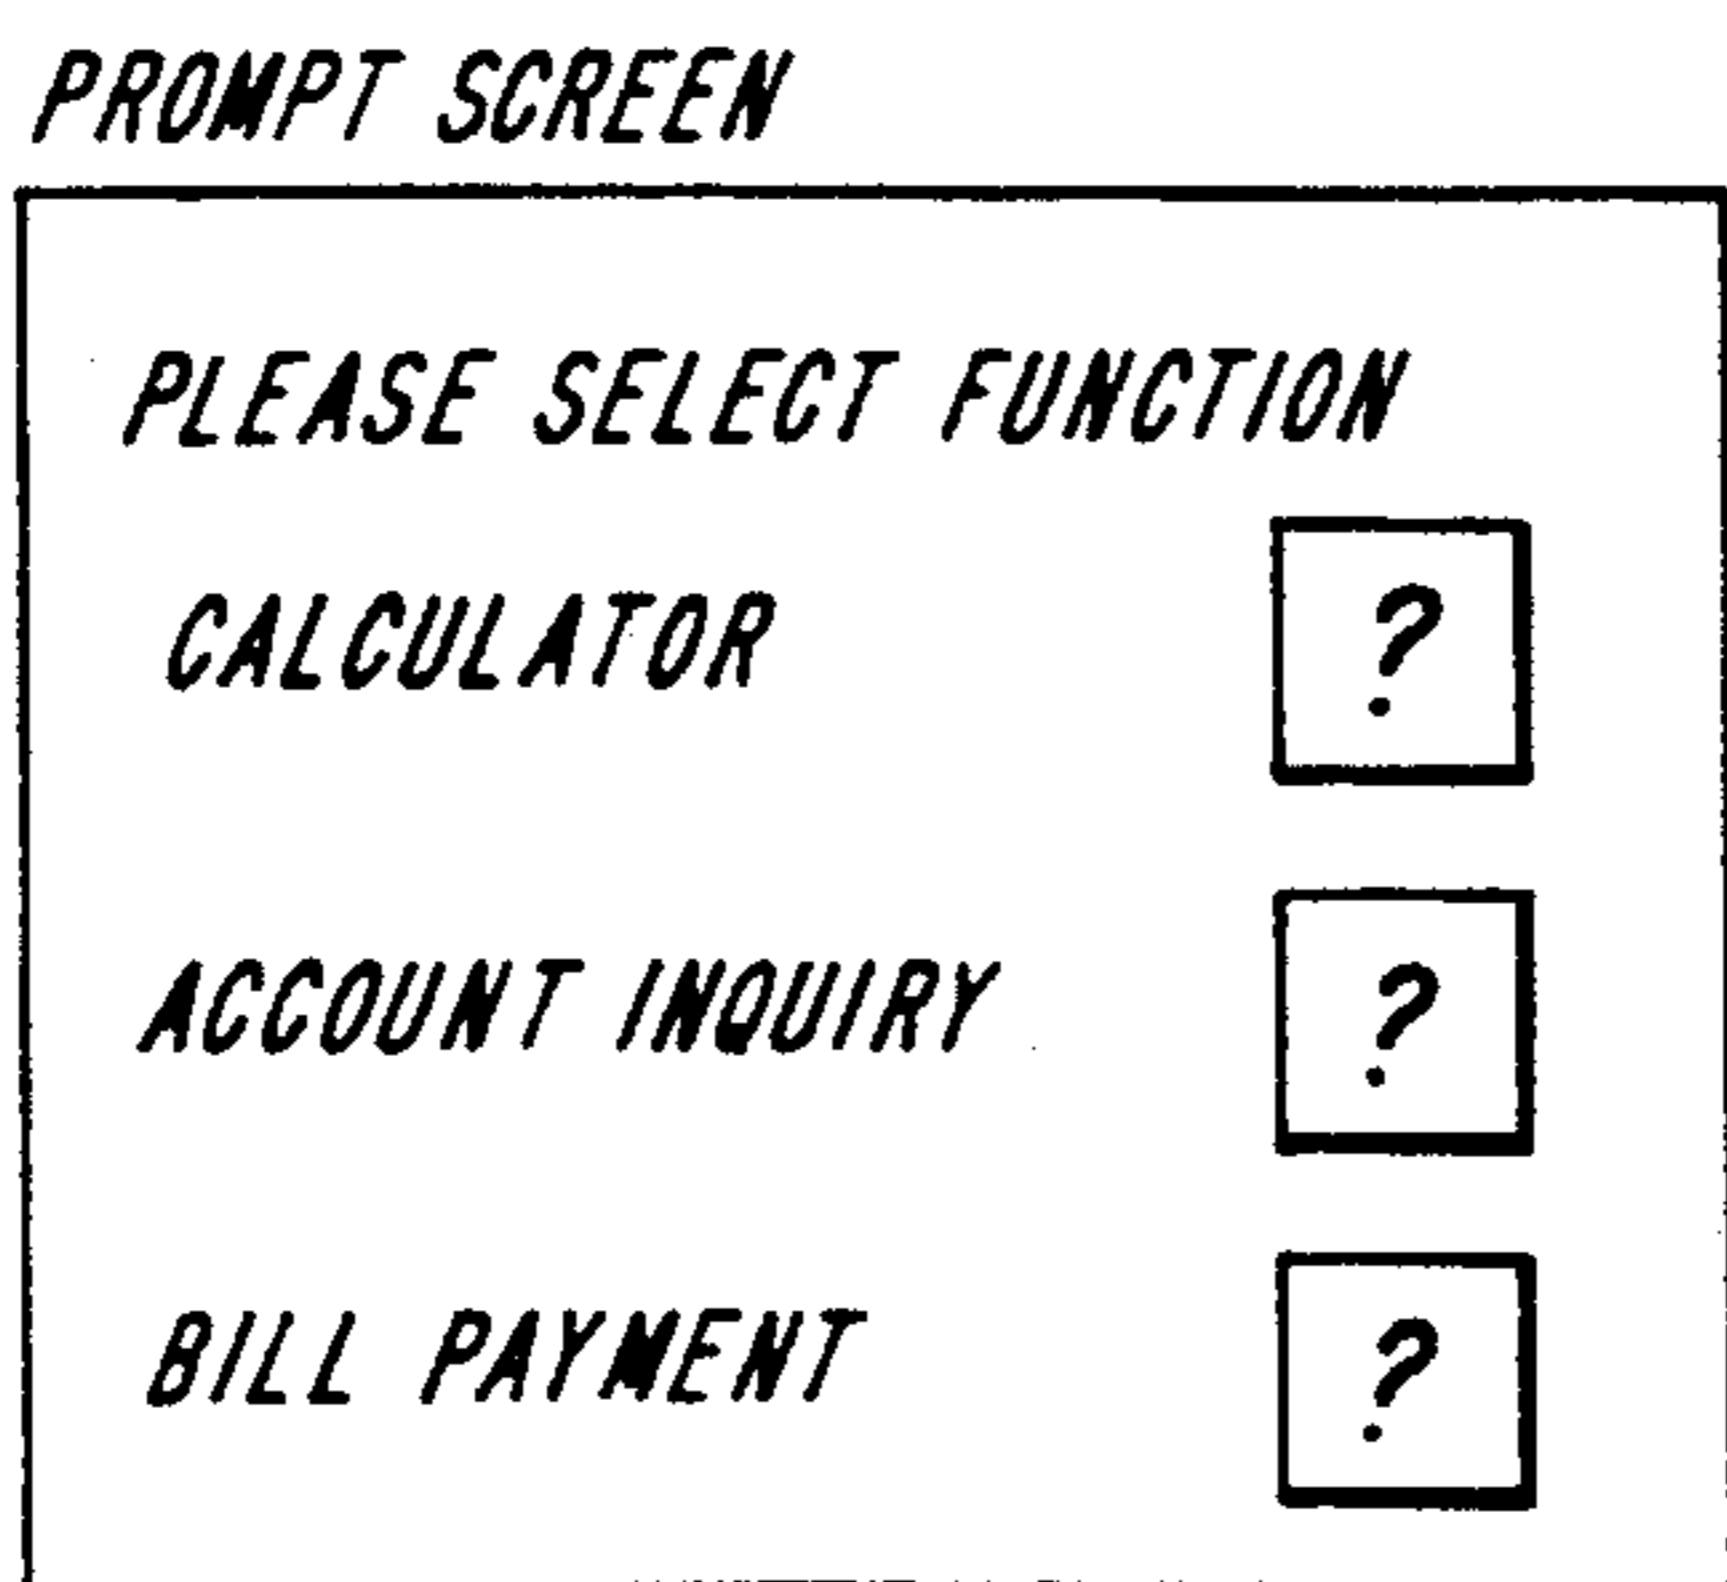 PROMPT SCREEN
PLEASE SELECT FUNCTION
CALCULATOR ?
ACCOUNT INQUIRY ?
BILL PAYMENT ?